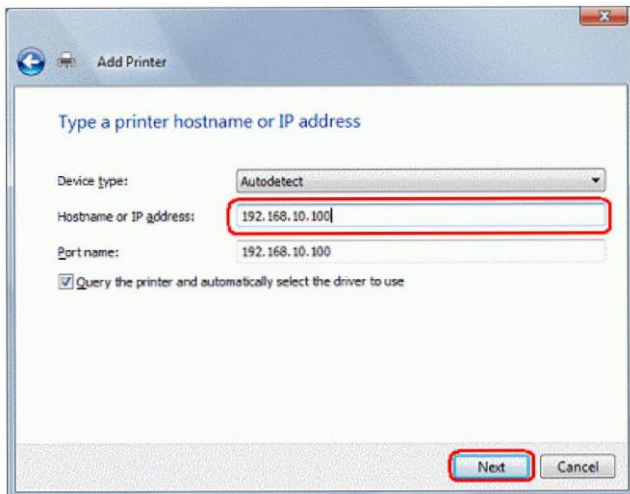 Add Printer
Type a printer hostname or IP address
Device type: Autodetect
Hostname or IP address: 192.168.10.100
Port name: 192.168.10.100
Query the printer and automatically select the driver to use
Next Cancel